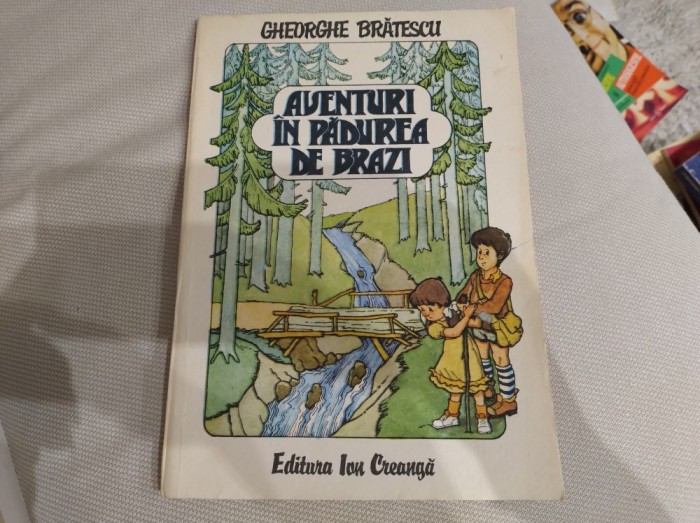 GHEORGHE BRĂTESCU
AVENTURI
ÎN PĂDUREA
DE BRAZI
Editura Ion Creangă